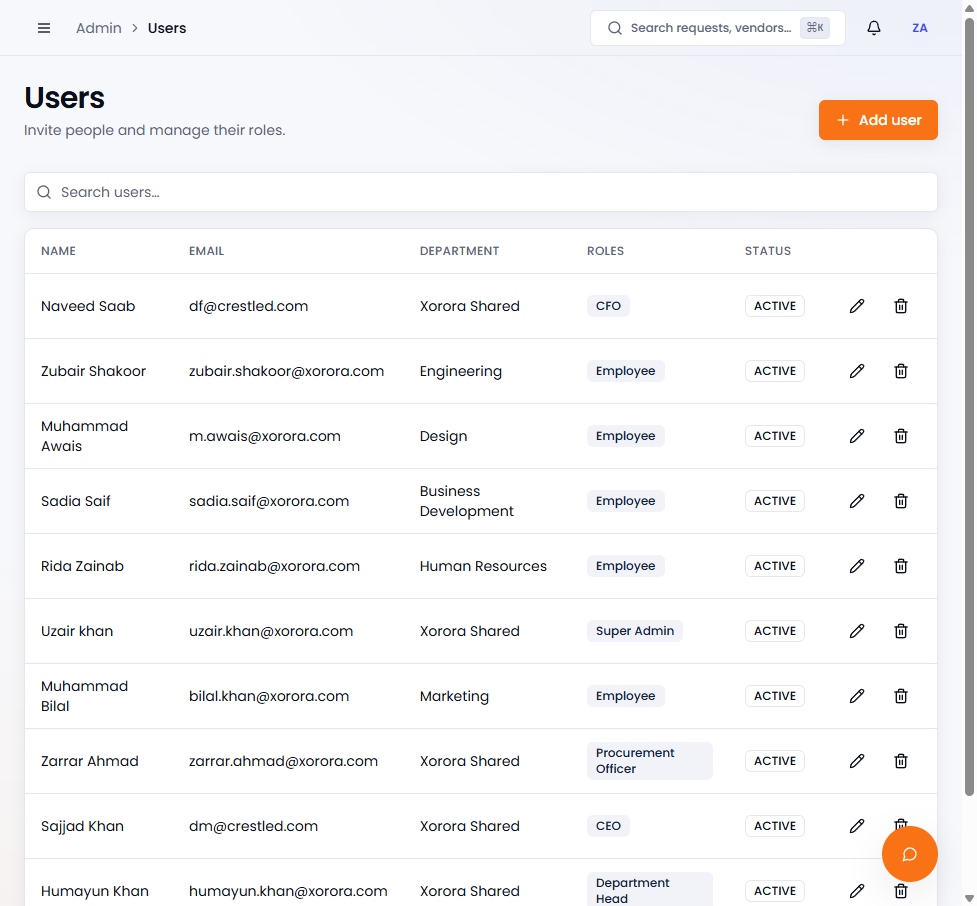 Admin > Users
Search requests, vendors... ⌘K
ZA
Users
Invite people and manage their roles.
+ Add user
Search users...
NAME EMAIL DEPARTMENT ROLES STATUS
Naveed Saab df@crestled.com Xorora Shared CFO ACTIVE
Zubair Shakoor zubair.shakoor@xorora.com Engineering Employee ACTIVE
Muhammad
Awais m.awais@xorora.com Design Employee ACTIVE
Sadia Saif sadia.saif@xorora.com Business
Development Employee ACTIVE
Rida Zainab rida.zainab@xorora.com Human Resources Employee ACTIVE
Uzair khan uzair.khan@xorora.com Xorora Shared Super Admin ACTIVE
Muhammad
Bilal bilal.khan@xorora.com Marketing Employee ACTIVE
Zarrar Ahmad zarrar.ahmad@xorora.com Xorora Shared Procurement
Officer ACTIVE
Sajjad Khan dm@crestled.com Xorora Shared CEO ACTIVE
Humayun Khan humayun.khan@xorora.com Xorora Shared Department
Head ACTIVE